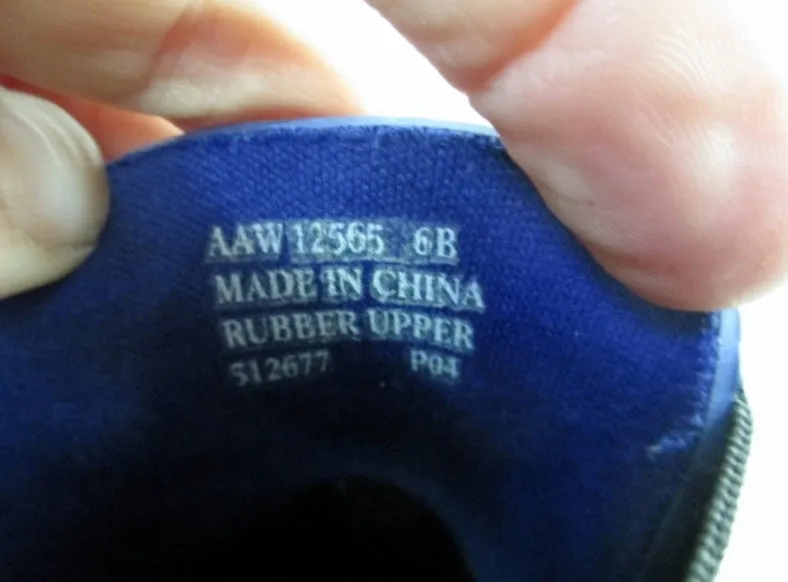 AAW 12565 6B
MADE IN CHINA
RUBBER UPPER
512677 P04